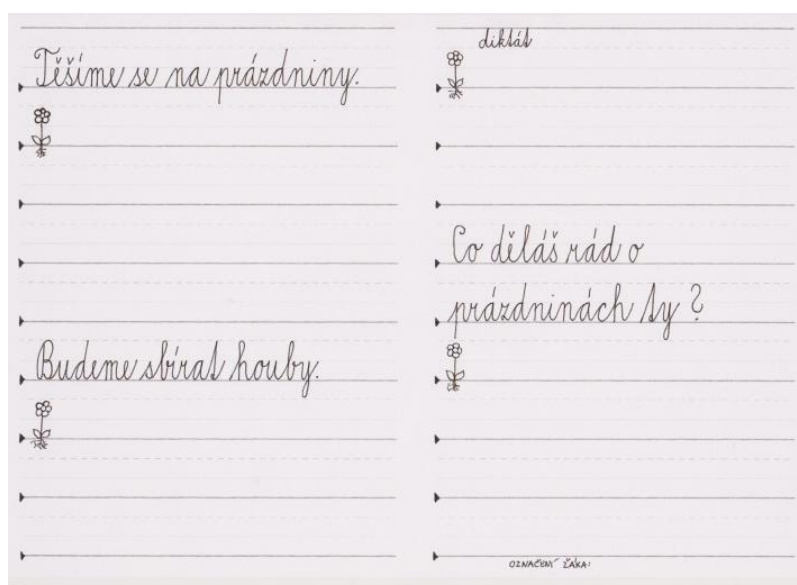 Těšíme se na prázdniny.
Budeme sbírat houby.
diktát
Co děláš rád o
prázdninách ty?
OZNAČENÍ ŽÁKA: